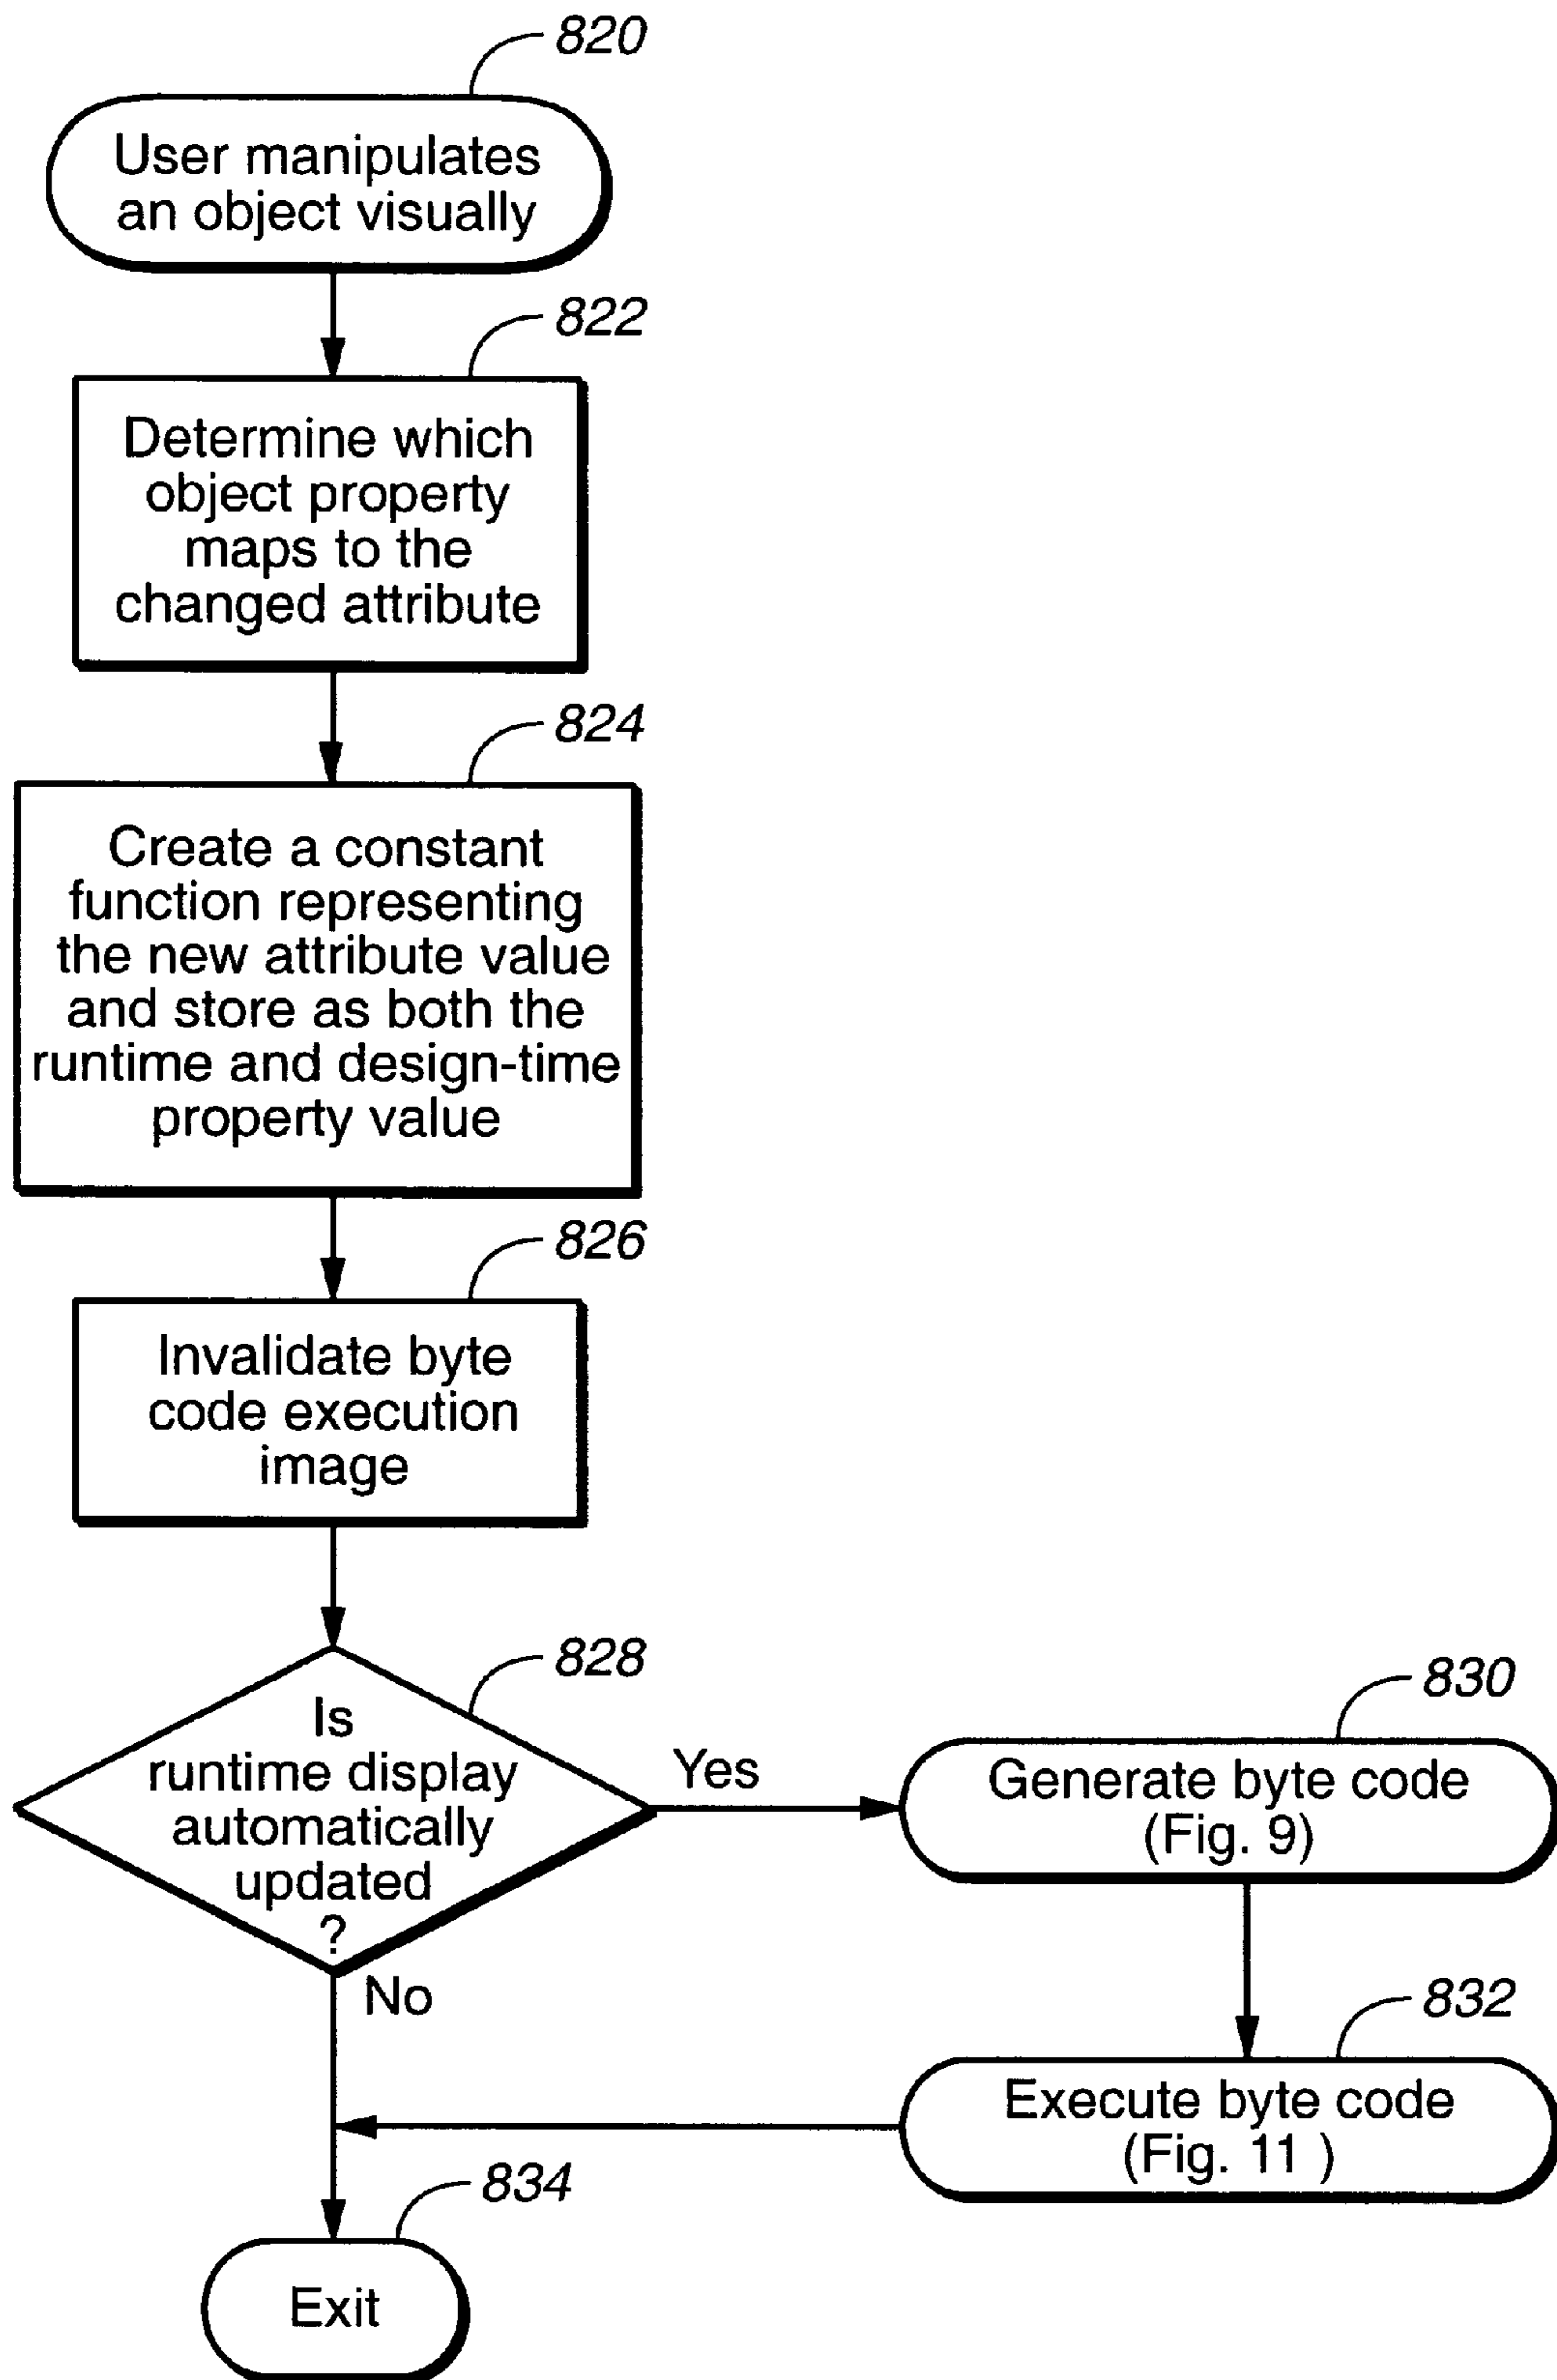 820
User manipulates
an object visually
822
Determine which
object property
maps to the
changed attribute
824
Create a constant
function representing
the new attribute value
and store as both the
runtime and design-time
property value
826
Invalidate byte
code execution
image
828
Is
runtime display
automatically
updated
?
Yes
No
830
Generate byte code
(Fig. 9)
832
Execute byte code
(Fig. 11 )
834
Exit